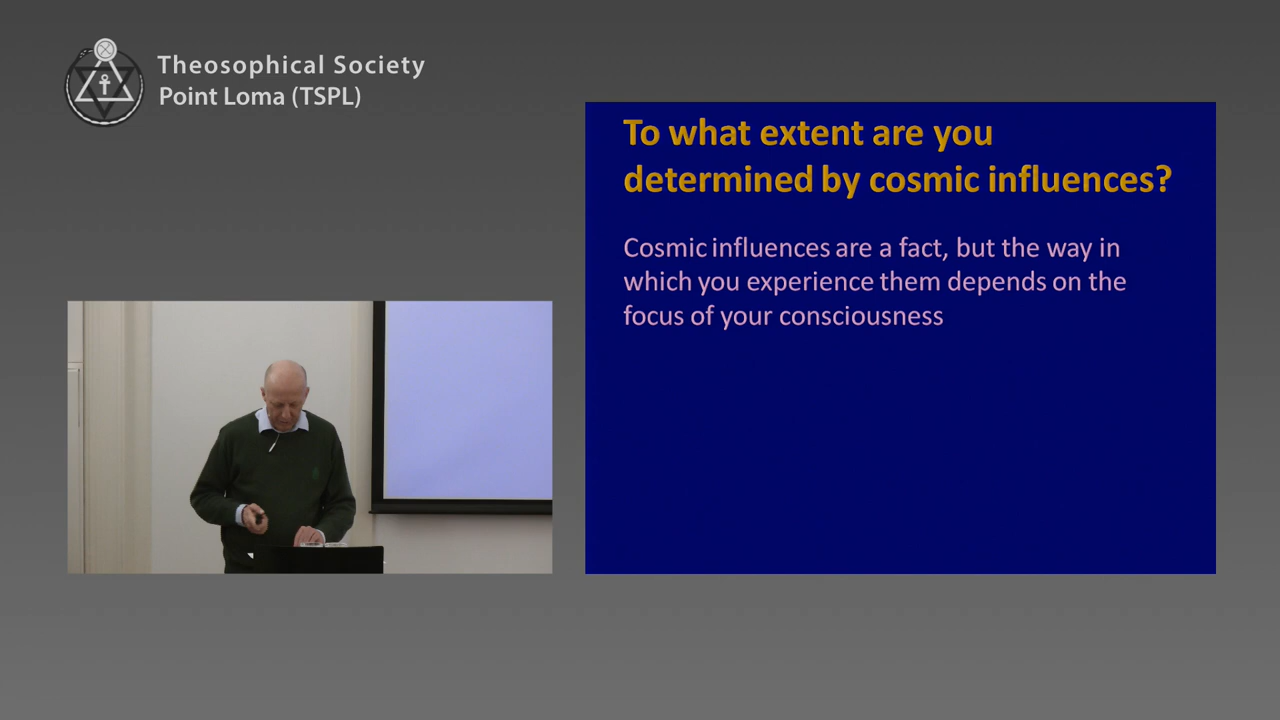 Theosophical Society
Point Loma (TSPL)
To what extent are you
determined by cosmic influences?
Cosmic influences are a fact, but the way in
which you experience them depends on the
focus of your consciousness